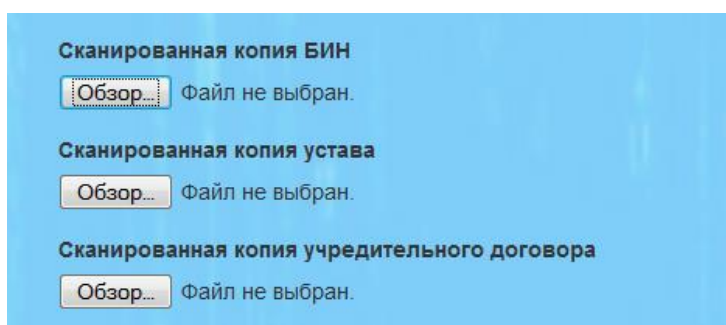 Сканированная копия БИН
Обзор... Файл не выбран.
Сканированная копия устава
Обзор... Файл не выбран.
Сканированная копия учредительного договора
Обзор... Файл не выбран.